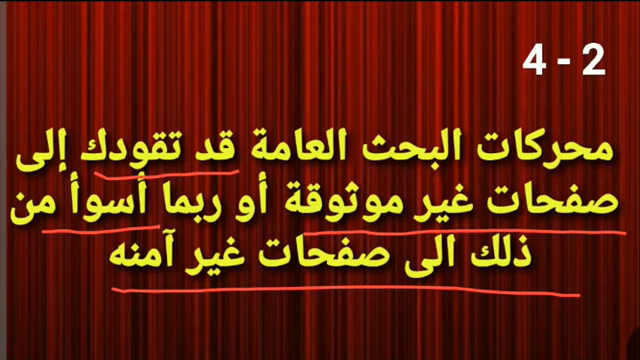 4 - 2
محركات البحث العامة قد تقودك إلى
صفحات غير موثوقة أو ربما أسوأ من
ذلك الى صفحات غير آمنه